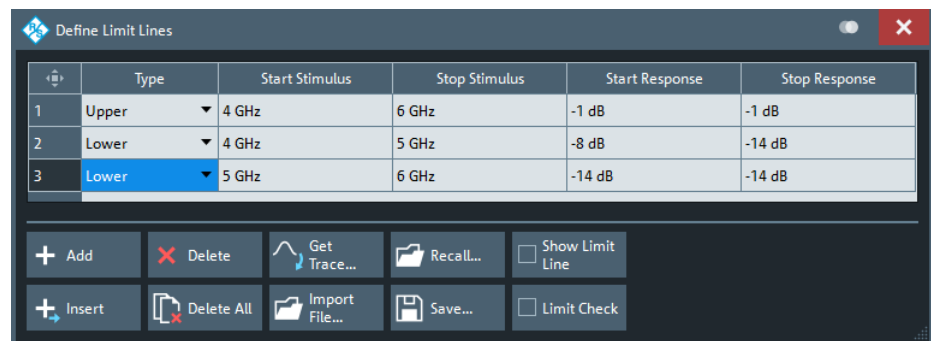 Define Limit Lines
Type Start Stimulus Stop Stimulus Start Response Stop Response
1 Upper 4 GHz 6 GHz -1 dB -1 dB
2 Lower 4 GHz 5 GHz -8 dB -14 dB
3 Lower 5 GHz 6 GHz -14 dB -14 dB
Add Delete Get Trace... Recall... Show Limit Line
Insert Delete All Import File... Save... Limit Check